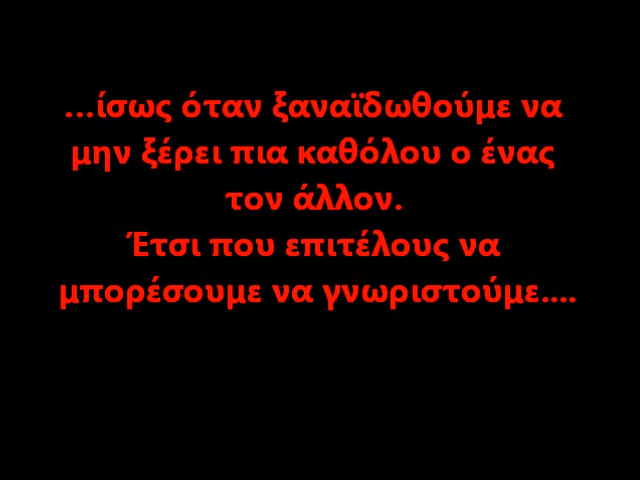 ...ίσως όταν ξαναϊδωθούμε να
μην ξέρει πια καθόλου ο ένας
τον άλλον.
Έτσι που επιτέλους να
μπορέσουμε να γνωριστούμε....